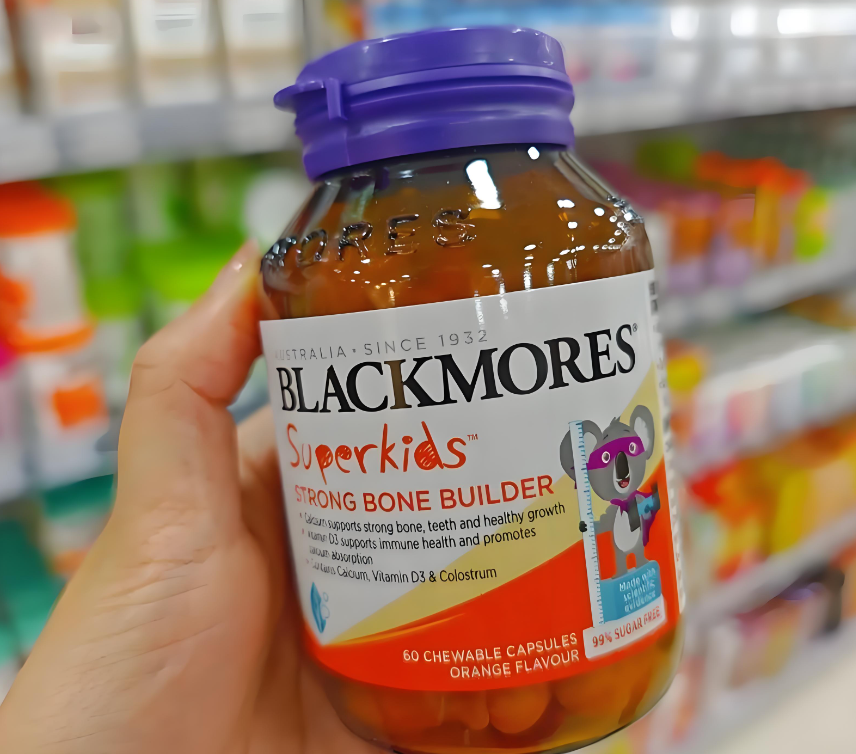 ORES
AUSTRALIA • SINCE 1932
BLACKMORES®
Superkids™
STRONG BONE BUILDER
• Calcium supports strong bone, teeth and healthy growth
• Vitamin D3 supports immune health and promotes
calcium absorption
• Contains Calcium, Vitamin D3 & Colostrum
Made with
scientific
evidence
99% SUGAR FREE
60 CHEWABLE CAPSULES
ORANGE FLAVOUR